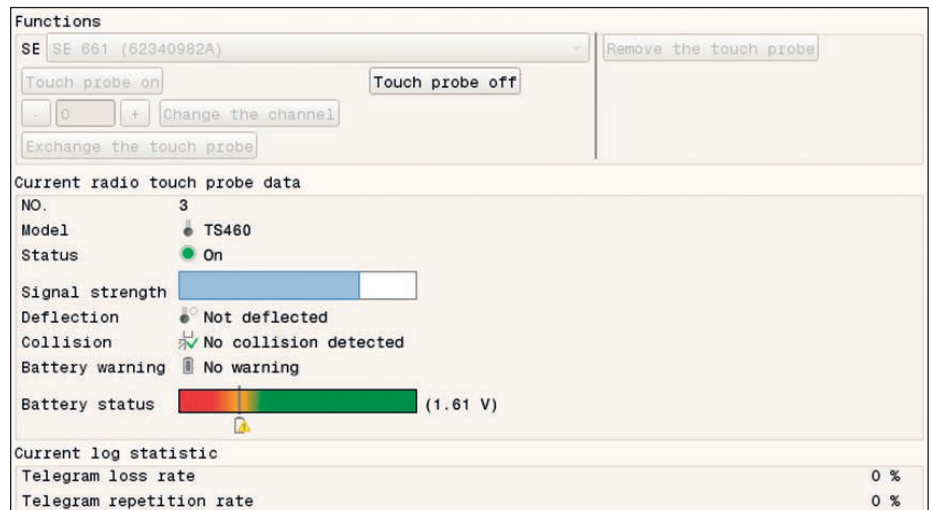 Functions
SE SE 661 (62340982A) Remove the touch probe
Touch probe on Touch probe off
- 0 + Change the channel
Exchange the touch probe
Current radio touch probe data
NO. 3
Model TS460
Status On
Signal strength
Deflection Not deflected
Collision No collision detected
Battery warning No warning
Battery status (1.61 V)
Current log statistic
Telegram loss rate 0 %
Telegram repetition rate 0 %